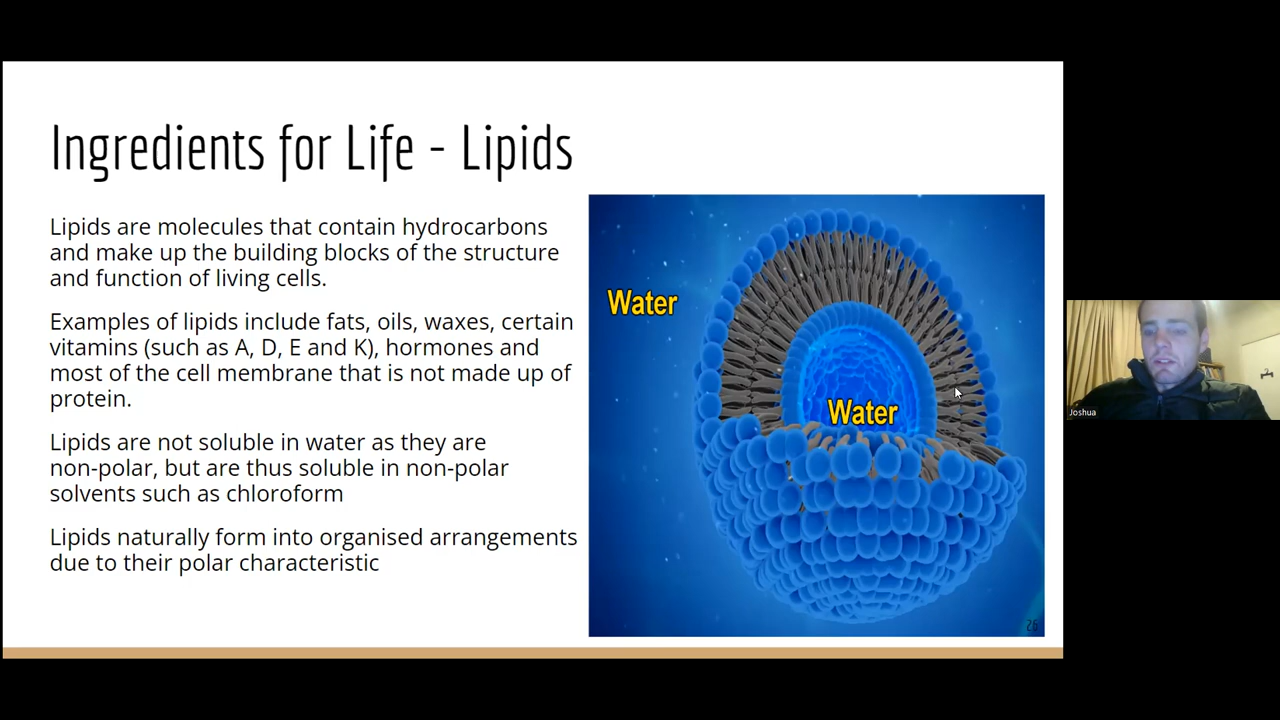 Ingredients for Life - Lipids
Lipids are molecules that contain hydrocarbons
and make up the building blocks of the structure
and function of living cells.
Examples of lipids include fats, oils, waxes, certain
vitamins (such as A, D, E and K), hormones and
most of the cell membrane that is not made up of
protein.
Lipids are not soluble in water as they are
non-polar, but are thus soluble in non-polar
solvents such as chloroform
Lipids naturally form into organised arrangements
due to their polar characteristic
Water
Water
26
Joshua